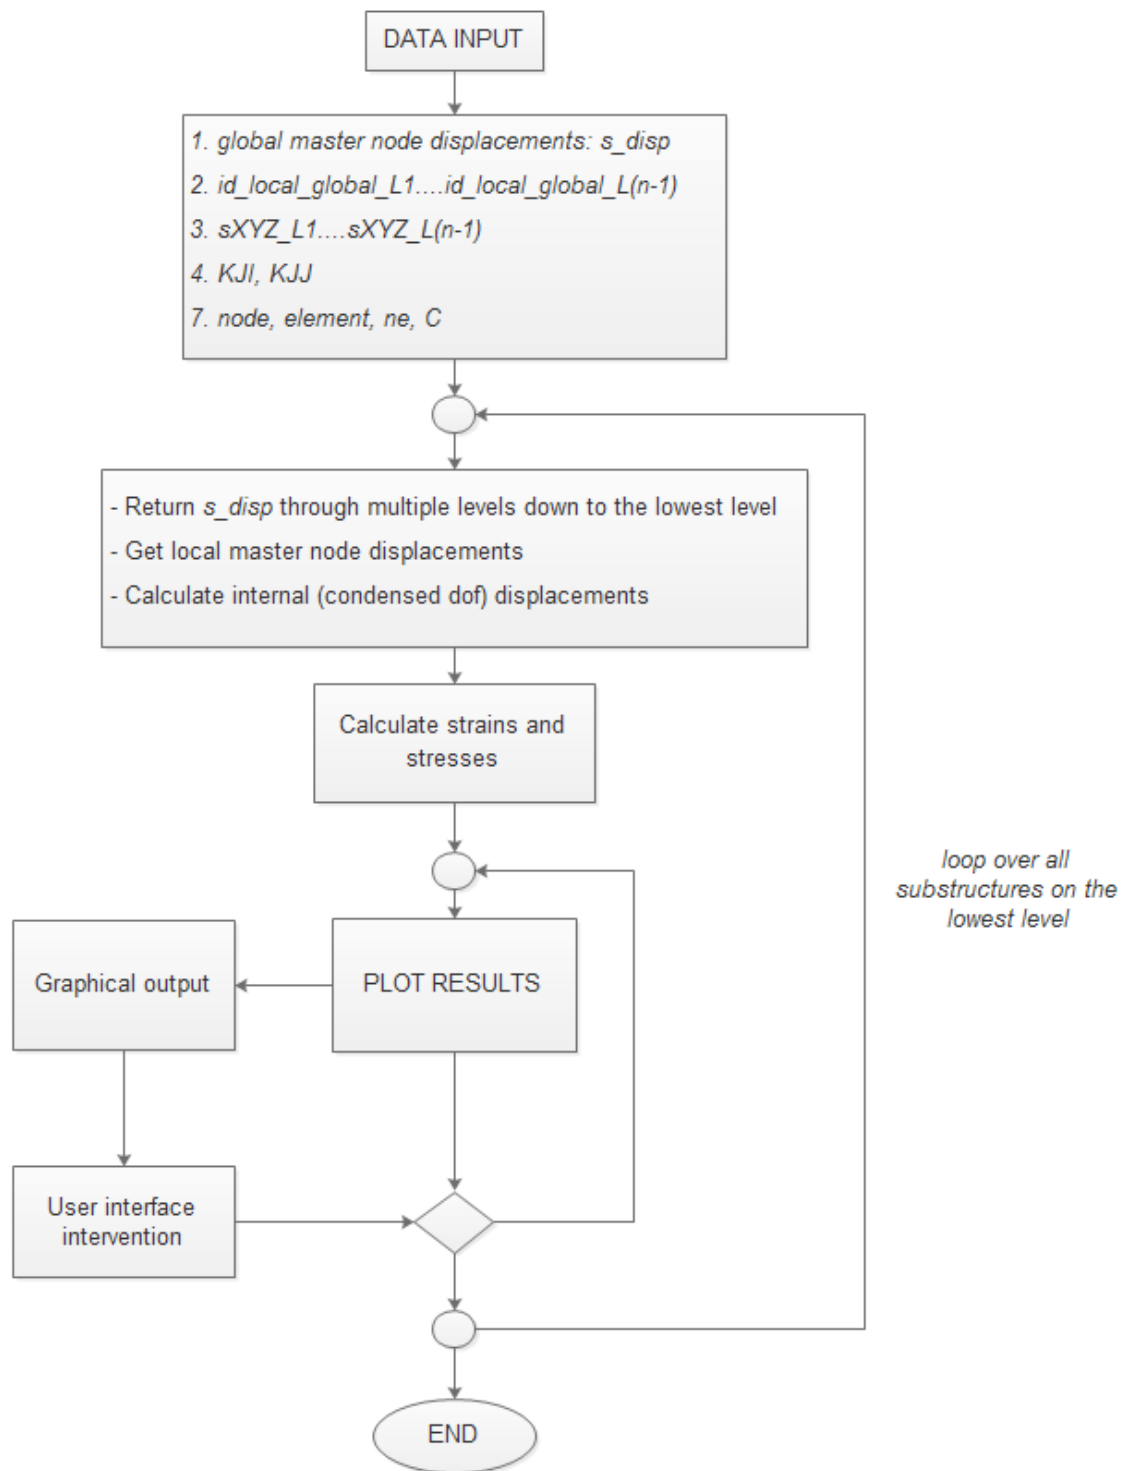 DATA INPUT
1. global master node displacements: s_disp
2. id_local_global_L1....id_local_global_L(n-1)
3. sXYZ_L1....sXYZ_L(n-1)
4. KJI, KJJ
7. node, element, ne, C
- Return s_disp through multiple levels down to the lowest level
- Get local master node displacements
- Calculate internal (condensed dof) displacements
Calculate strains and
stresses
loop over all
substructures on the
lowest level
Graphical output
PLOT RESULTS
User interface
intervention
END